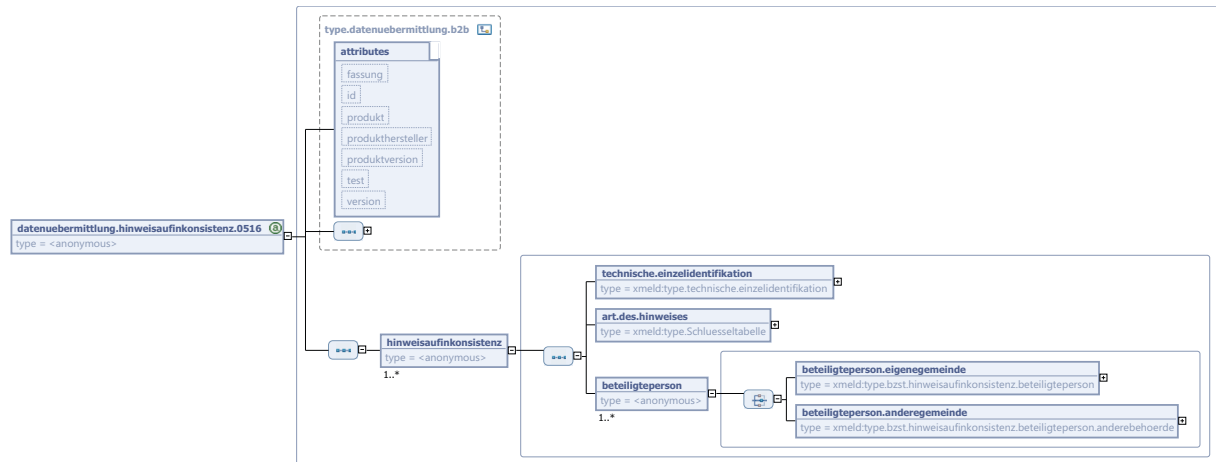 type.datenuebermittlung.b2b
attributes
fassung
id
produkt
produkthersteller
produktversion
test
version
datenuebermittlung.hinweisaufinkonsistenz.0516 a
type = <anonymous>
hinweisaufinkonsistenz
type = <anonymous>
1..*
technische.einzelidentifikation
type = xmeld:type.technische.einzelidentifikation
art.des.hinweises
type = xmeld:type.Schluesseltabelle
beteiligteperson
type = <anonymous>
1..*
beteiligteperson.eigenegemeinde
type = xmeld:type.bzst.hinweisaufinkonsistenz.beteiligteperson
beteiligteperson.anderegemeinde
type = xmeld:type.bzst.hinweisaufinkonsistenz.beteiligteperson.anderebehoerde